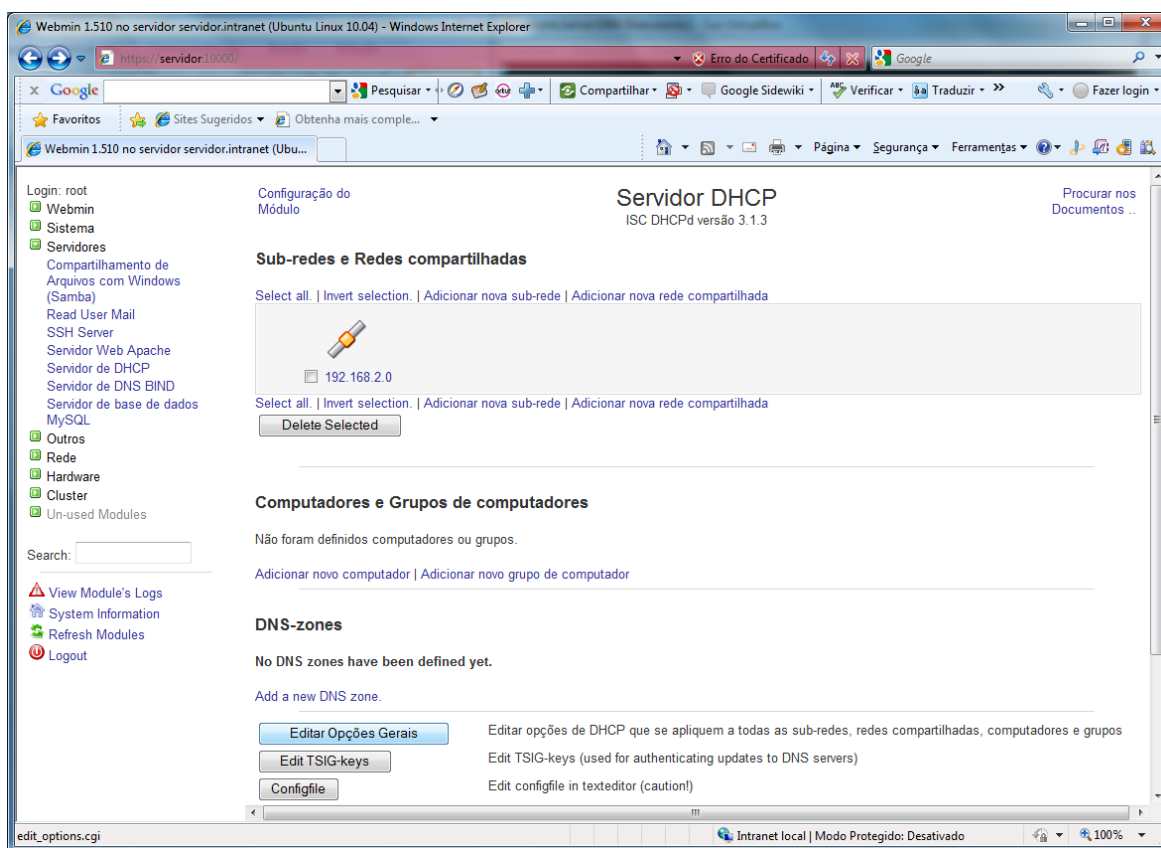 Webmin 1.510 no servidor servidor.intranet (Ubuntu Linux 10.04) - Windows Internet Explorer
https://servidor:10000/ Erro do Certificado Google
x Google Pesquisar Compartilhar Google Sidewiki Verificar Traduzir Fazer login
Favoritos Sites Sugeridos Obtenha mais comple...
Webmin 1.510 no servidor servidor.intranet (Ubu... Página Segurança Ferramentas
Login: root
Webmin
Sistema
Servidores
Compartilhamento de
Arquivos com Windows
(Samba)
Read User Mail
SSH Server
Servidor Web Apache
Servidor de DHCP
Servidor de DNS BIND
Servidor de base de dados
MySQL
Outros
Rede
Hardware
Cluster
Un-used Modules
Search:
View Module's Logs
System Information
Refresh Modules
Logout
Configuração do
Módulo
Servidor DHCP
ISC DHCPd versão 3.1.3
Procurar nos
Documentos ..
Sub-redes e Redes compartilhadas
Select all. | Invert selection. | Adicionar nova sub-rede | Adicionar nova rede compartilhada
192.168.2.0
Select all. | Invert selection. | Adicionar nova sub-rede | Adicionar nova rede compartilhada
Delete Selected
Computadores e Grupos de computadores
Não foram definidos computadores ou grupos.
Adicionar novo computador | Adicionar novo grupo de computador
DNS-zones
No DNS zones have been defined yet.
Add a new DNS zone.
Editar Opções Gerais Editar opções de DHCP que se apliquem a todas as sub-redes, redes compartilhadas, computadores e grupos
Edit TSIG-keys Edit TSIG-keys (used for authenticating updates to DNS servers)
Configfile Edit configfile in texteditor (caution!)
edit_options.cgi Intranet local | Modo Protegido: Desativado 100%